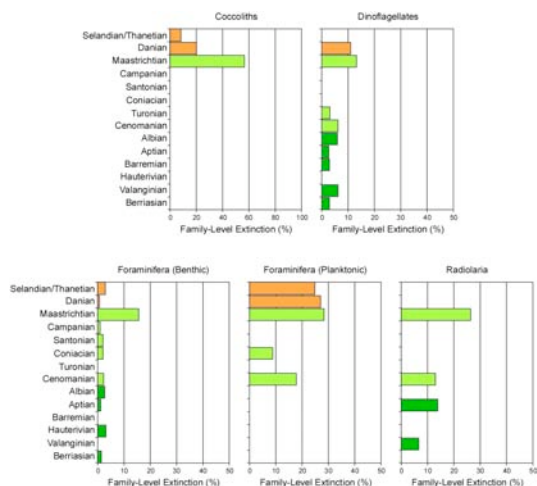 Coccoliths
Dinoflagellates
Selandian/Thanetian
Danian
Maastrichtian
Campanian
Santonian
Coniacian
Turonian
Cenomanian
Albian
Aptian
Barremian
Hauterivian
Valanginian
Berriasian
0 20 40 60 80 100
0 10 20 30 40 50
Family-Level Extinction (%)
Family-Level Extinction (%)
Foraminifera (Benthic)
Foraminifera (Planktonic)
Radiolaria
Selandian/Thanetian
Danian
Maastrichtian
Campanian
Santonian
Coniacian
Turonian
Cenomanian
Albian
Aptian
Barremian
Hauterivian
Valanginian
Berriasian
0 10 20 30 40 50
0 10 20 30 40 50
0 10 20 30 40 50
Family-Level Extinction (%)
Family-Level Extinction (%)
Family-Level Extinction (%)